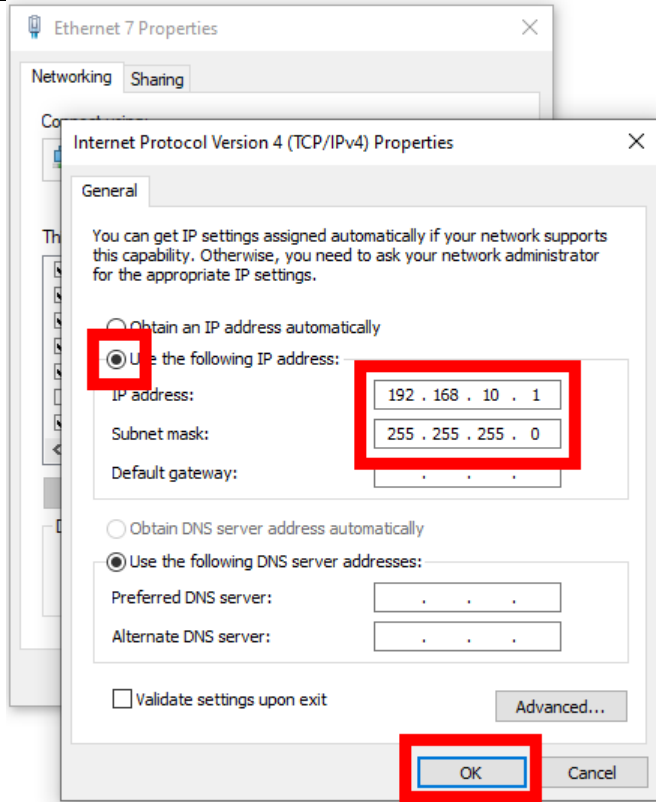 Ethernet 7 Properties
Networking
Sharing
Internet Protocol Version 4 (TCP/IPv4) Properties
General
You can get IP settings assigned automatically if your network supports
this capability. Otherwise, you need to ask your network administrator
for the appropriate IP settings.
Obtain an IP address automatically
Use the following IP address:
IP address:
192 . 168 . 10 . 1
Subnet mask:
255 . 255 . 255 . 0
Default gateway:
. . .
Obtain DNS server address automatically
Use the following DNS server addresses:
Preferred DNS server:
. . .
Alternate DNS server:
. . .
Validate settings upon exit
Advanced...
OK
Cancel